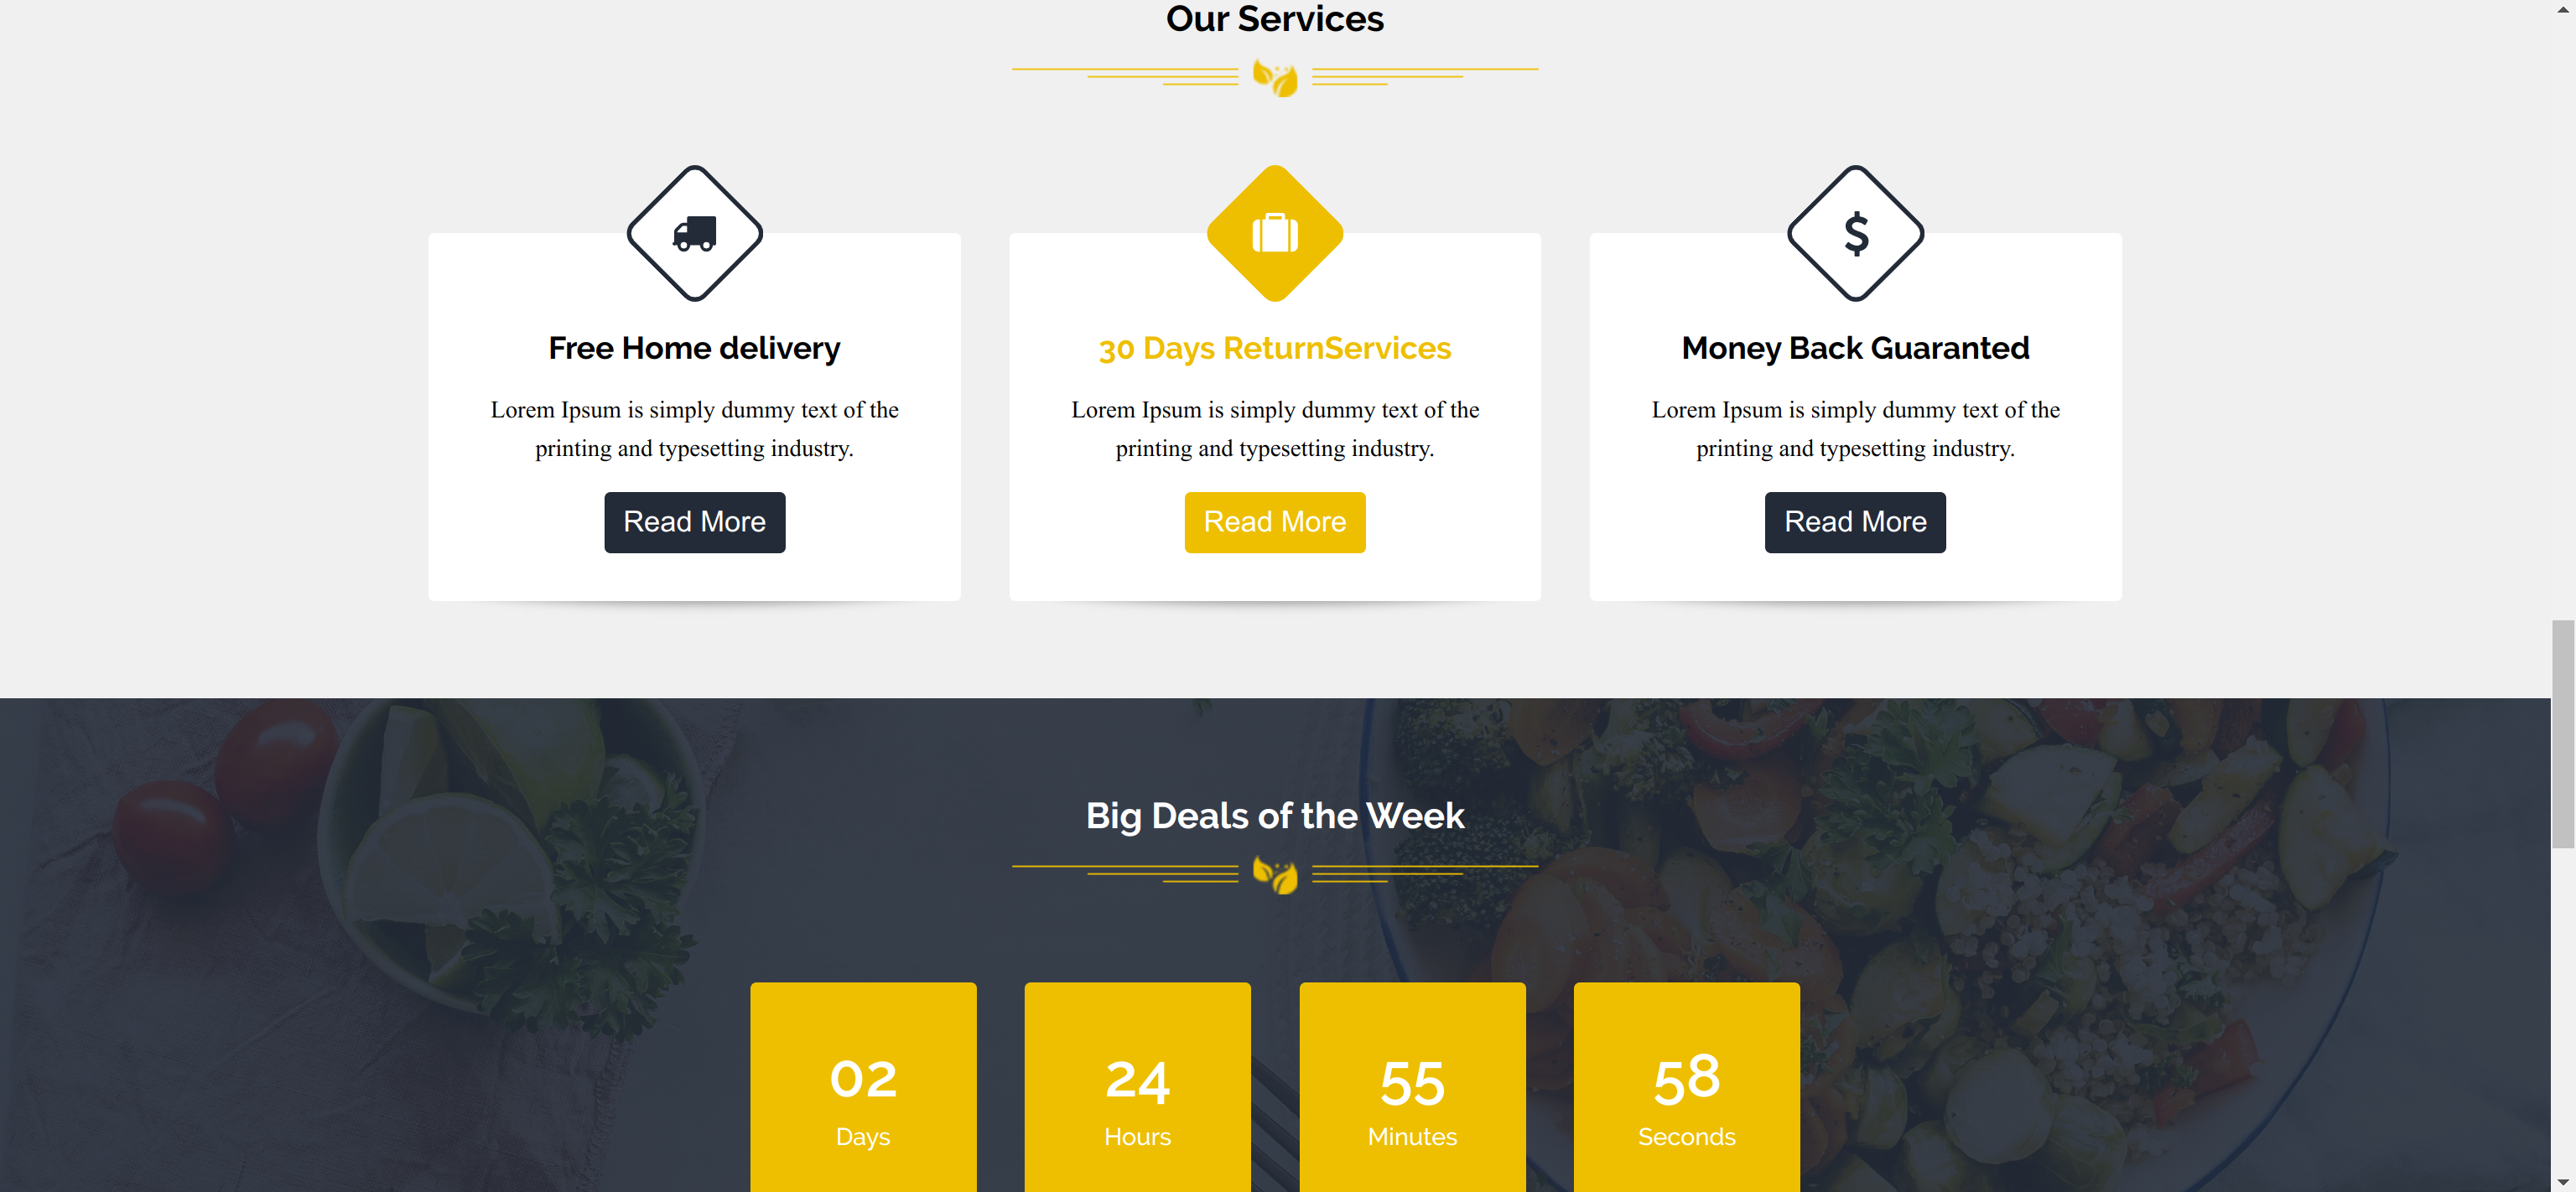 Our Services
Free Home delivery
Lorem Ipsum is simply dummy text of the
printing and typesetting industry.
Read More
30 Days ReturnServices
Lorem Ipsum is simply dummy text of the
printing and typesetting industry.
Read More
$
Money Back Guaranted
Lorem Ipsum is simply dummy text of the
printing and typesetting industry.
Read More
Big Deals of the Week
02
Days
24
Hours
55
Minutes
58
Seconds